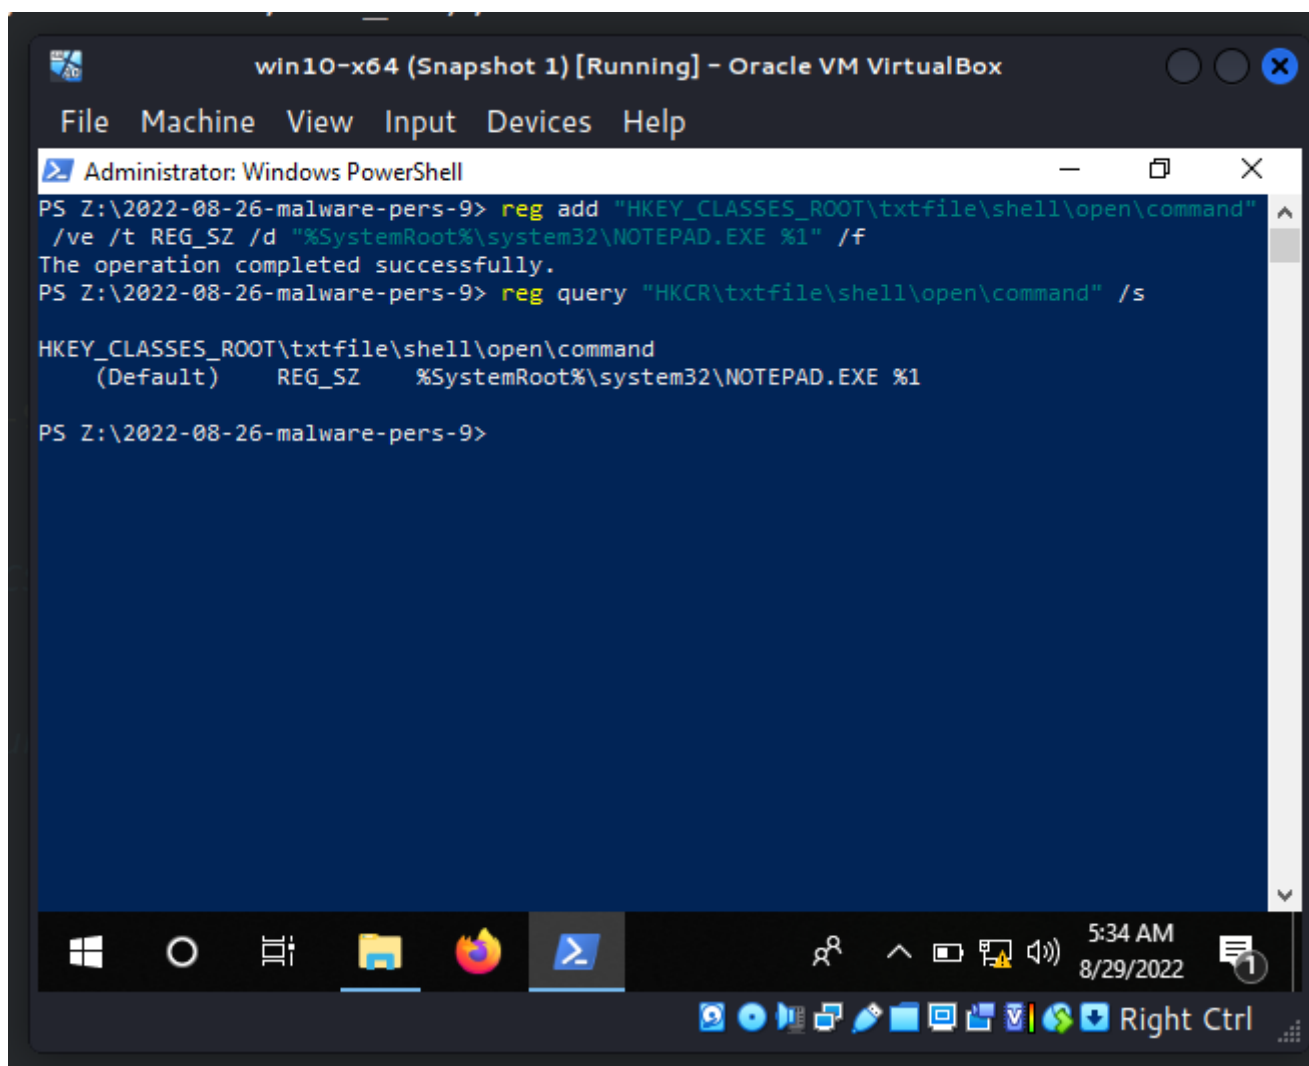 win10-x64 (Snapshot 1) [Running] - Oracle VM VirtualBox
File Machine View Input Devices Help
Administrator: Windows PowerShell
PS Z:\2022-08-26-malware-pers-9> reg add "HKEY_CLASSES_ROOT\txtfile\shell\open\command"
/ve /t REG_SZ /d "%SystemRoot%\system32\NOTEPAD.EXE %1" /f
The operation completed successfully.
PS Z:\2022-08-26-malware-pers-9> reg query "HKCR\txtfile\shell\open\command" /s
HKEY_CLASSES_ROOT\txtfile\shell\open\command
(Default) REG_SZ %SystemRoot%\system32\NOTEPAD.EXE %1
PS Z:\2022-08-26-malware-pers-9>
5:34 AM
8/29/2022
1
Right Ctrl